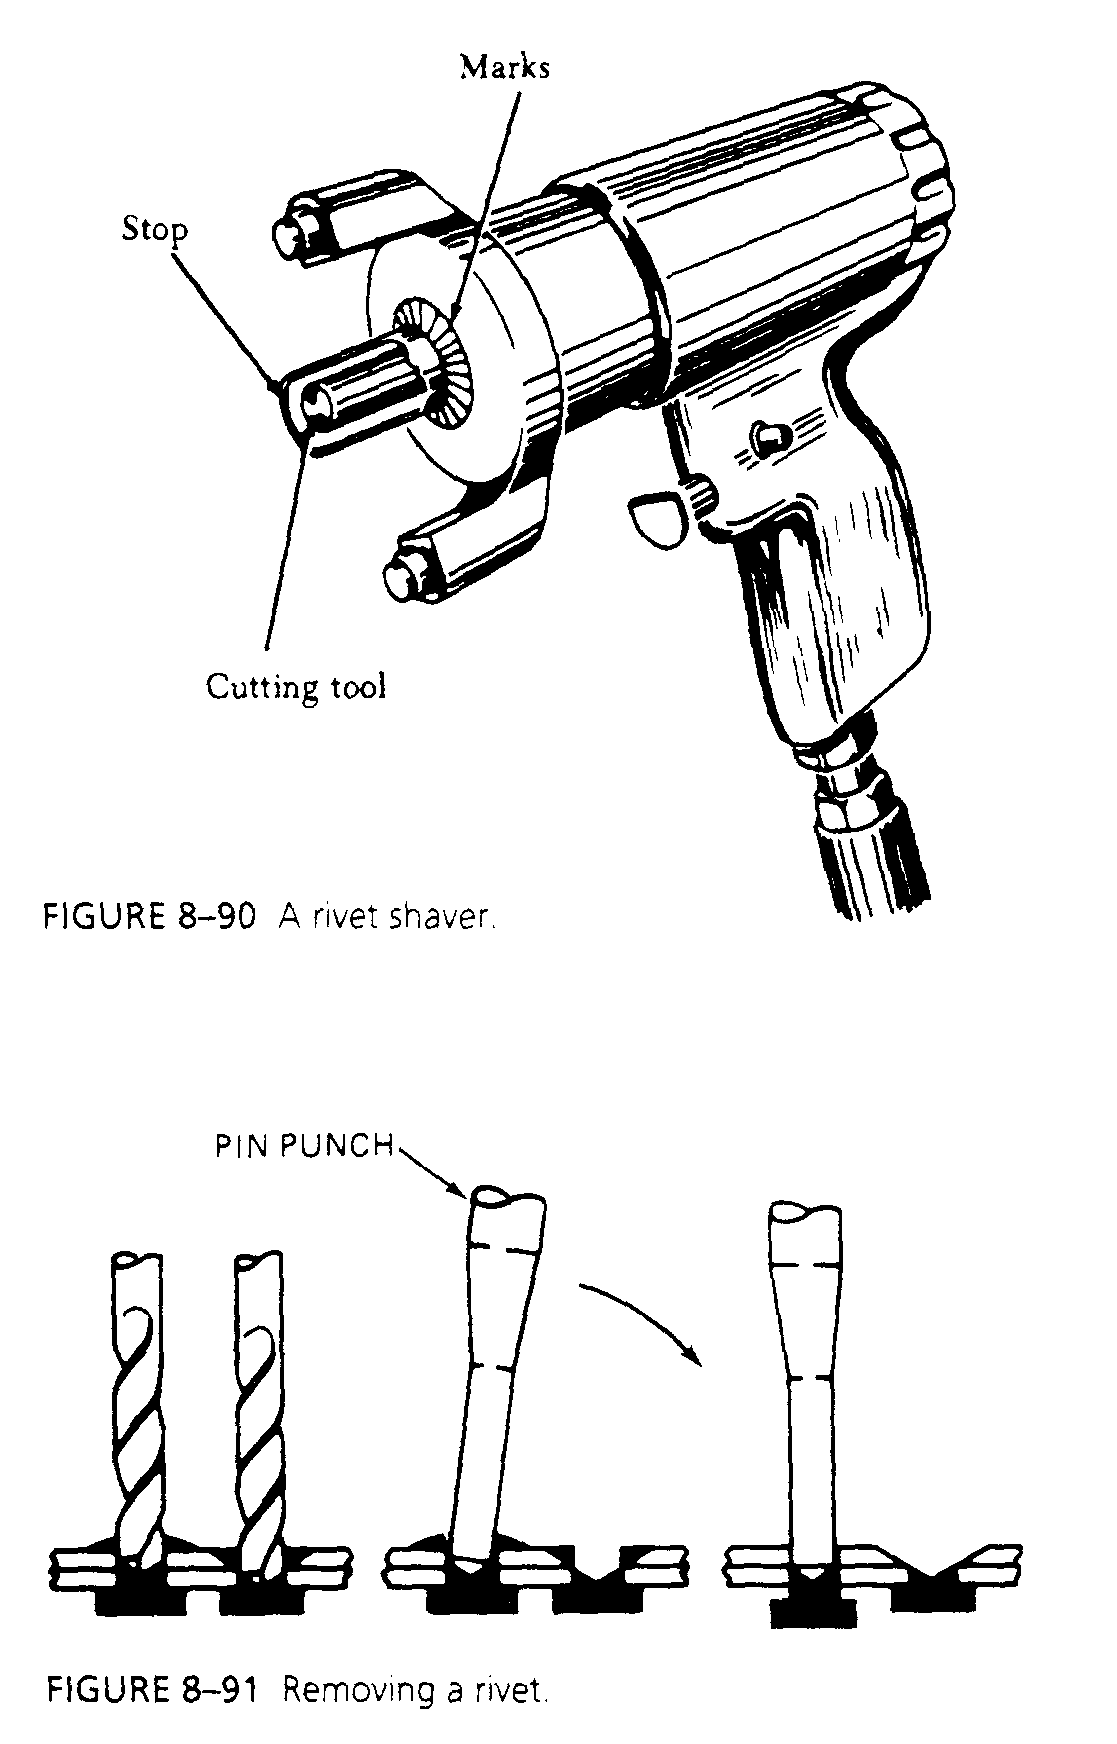 Marks
Stop
Cutting tool
FIGURE 8–90 A rivet shaver.
PIN PUNCH
FIGURE 8–91 Removing a rivet.